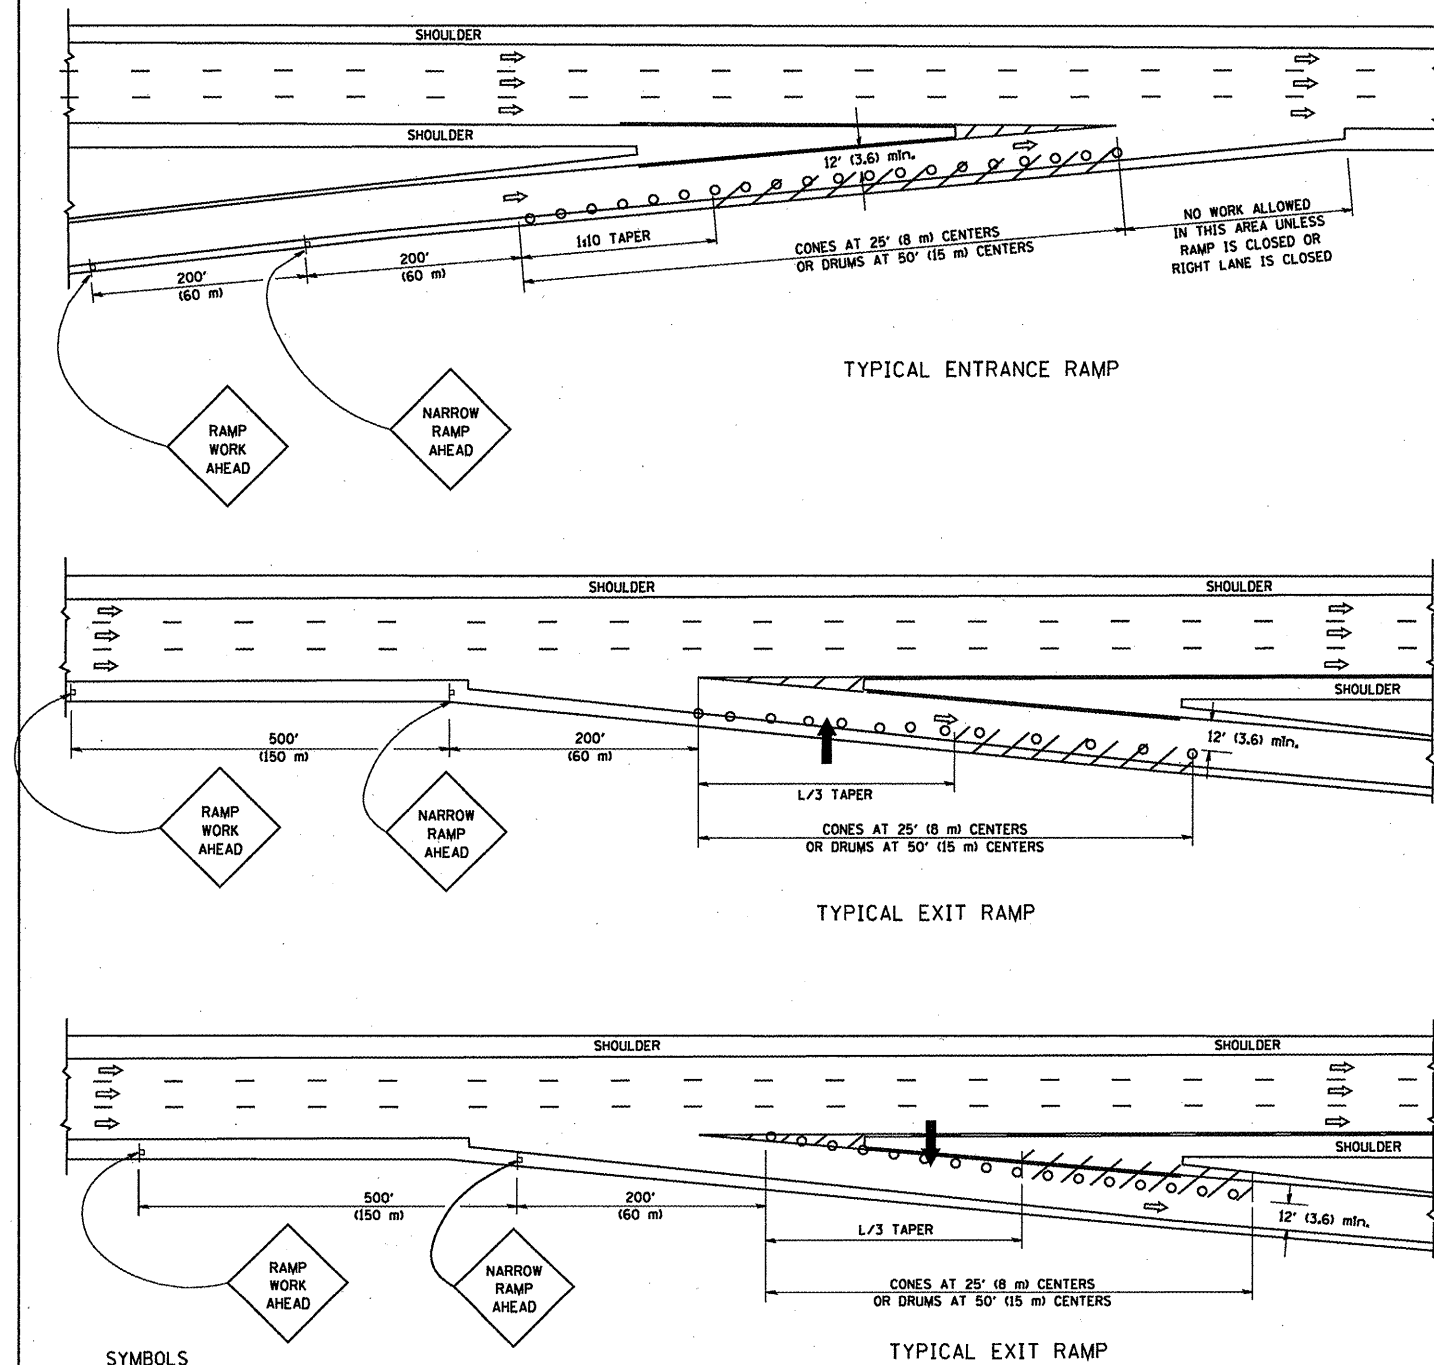 SHOULDER
SHOULDER
12' (3.6) min.
1:10 TAPER
CONES AT 25' (8 m) CENTERS
OR DRUMS AT 50' (15 m) CENTERS
NO WORK ALLOWED
IN THIS AREA UNLESS
RAMP IS CLOSED OR
RIGHT LANE IS CLOSED
200'
(60 m)
200'
(60 m)
TYPICAL ENTRANCE RAMP
RAMP
WORK
AHEAD
NARROW
RAMP
AHEAD
SHOULDER
SHOULDER
SHOULDER
500'
(150 m)
200'
(60 m)
12' (3.6) min.
L/3 TAPER
RAMP
WORK
AHEAD
NARROW
RAMP
AHEAD
CONES AT 25' (8 m) CENTERS
OR DRUMS AT 50' (15 m) CENTERS
TYPICAL EXIT RAMP
SHOULDER
SHOULDER
SHOULDER
500'
(150 m)
200'
(60 m)
12' (3.6) min.
L/3 TAPER
RAMP
WORK
AHEAD
NARROW
RAMP
AHEAD
CONES AT 25' (8 m) CENTERS
OR DRUMS AT 50' (15 m) CENTERS
TYPICAL EXIT RAMP
SYMBOLS